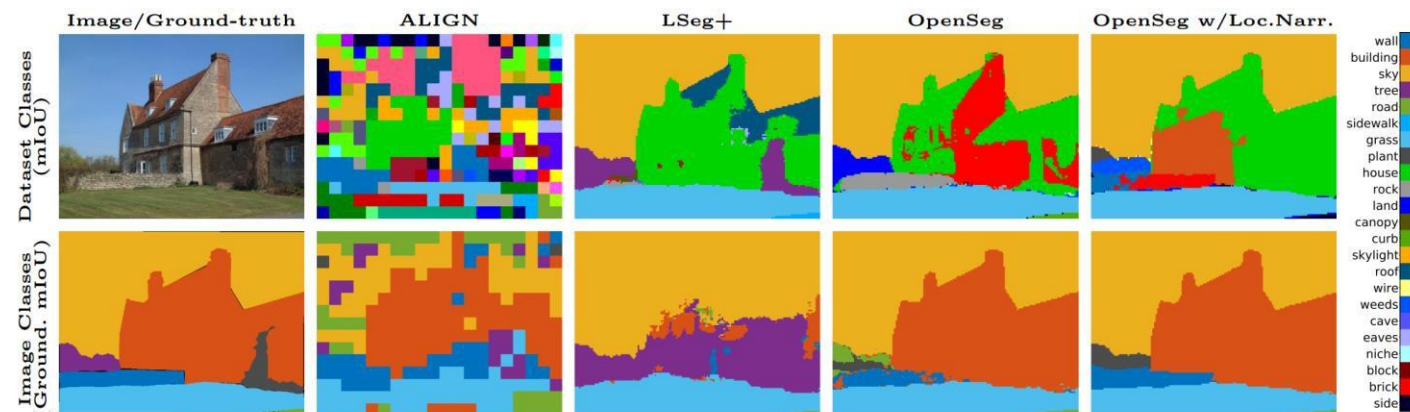 Image/Ground-truth
ALIGN
LSeg+
OpenSeg
OpenSeg w/Loc.Narr.
Dataset Classes
(mIoU)
Image Classes
(Ground. mIoU)
wall
building
sky
tree
road
sidewalk
grass
plant
house
rock
land
canopy
curb
skylight
roof
wire
weeds
cave
eaves
niche
block
brick
side